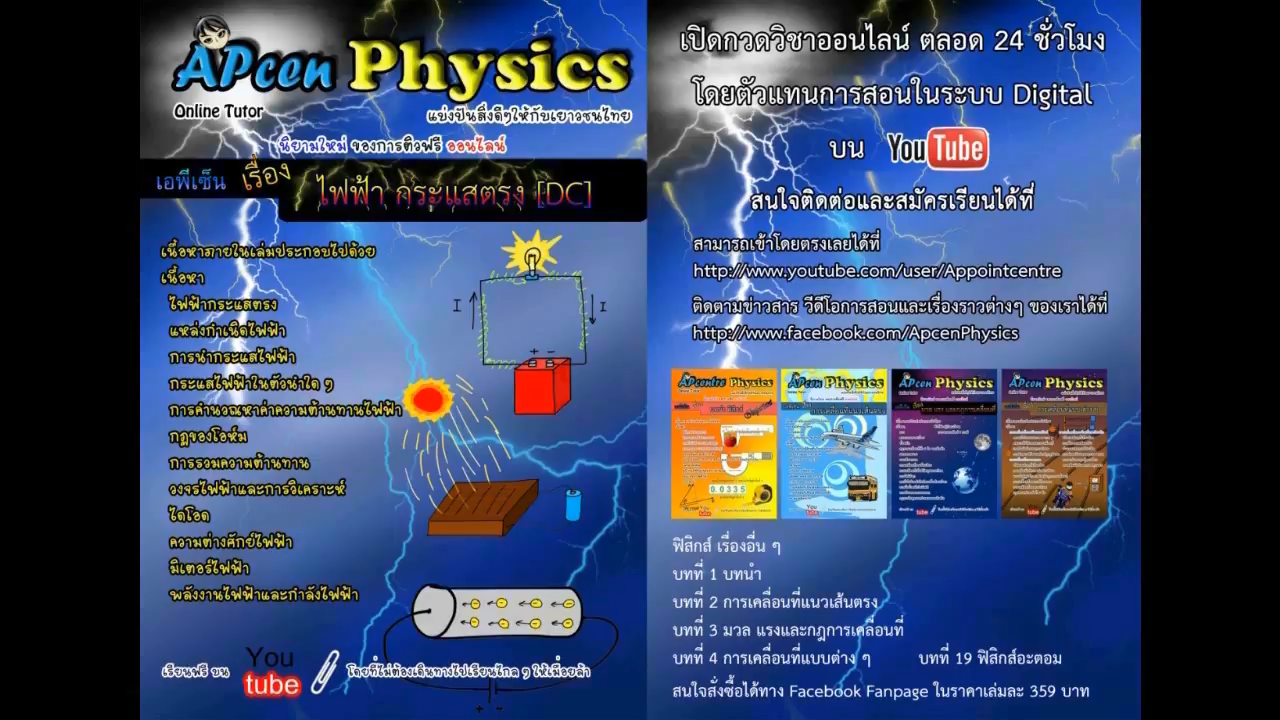 APcen Physics
Online Tutor
แบ่งปันสิ่งดีๆให้กับเยาวชนไทย
นิยามใหม่ ของการติวฟรี ออนไลน์
เอพีเซ็น เรื่อง ไฟฟ้า กระแสตรง [DC]
เนื้อหาภายในเล่มประกอบไปด้วย
เนื้อหา
ไฟฟ้ากระแสตรง
แหล่งกำเนิดไฟฟ้า
การนำกระแสไฟฟ้า
กระแสไฟฟ้าในตัวนำใด ๆ
การคำนวณหาค่าความต้านทานไฟฟ้า
กฎของโอห์ม
การรวมความต้านทาน
วงจรไฟฟ้าและการวิเคราะห์
ไดโอด
ความต่างศักย์ไฟฟ้า
มิเตอร์ไฟฟ้า
พลังงานไฟฟ้าและกำลังไฟฟ้า
I
I
+ -
เรียนฟรี บน You tube โดยที่ไม่ต้องเดินทางไปเรียนไกล ๆ ให้เมื่อยล้า
+ -
เปิดกวดวิชาออนไลน์ ตลอด 24 ชั่วโมง
โดยตัวแทนการสอนในระบบ Digital
บน YouTube
สนใจติดต่อและสมัครเรียนได้ที่
สามารถเข้าโดยตรงเลยได้ที่
http://www.youtube.com/user/Appointcentre
ติดตามข่าวสาร วีดีโอการสอนและเรื่องราวต่างๆ ของเราได้ที่
http://www.facebook.com/ApcenPhysics
APcentre Physics
APcen Physics
APcen Physics
APcen Physics
0.0335
ฟิสิกส์ เรื่องอื่น ๆ
บทที่ 1 บทนำ
บทที่ 2 การเคลื่อนที่แนวเส้นตรง
บทที่ 3 มวล แรงและกฎการเคลื่อนที่
บทที่ 4 การเคลื่อนที่แบบต่าง ๆ บทที่ 19 ฟิสิกส์อะตอม
สนใจสั่งซื้อได้ทาง Facebook Fanpage ในราคาเล่มละ 359 บาท